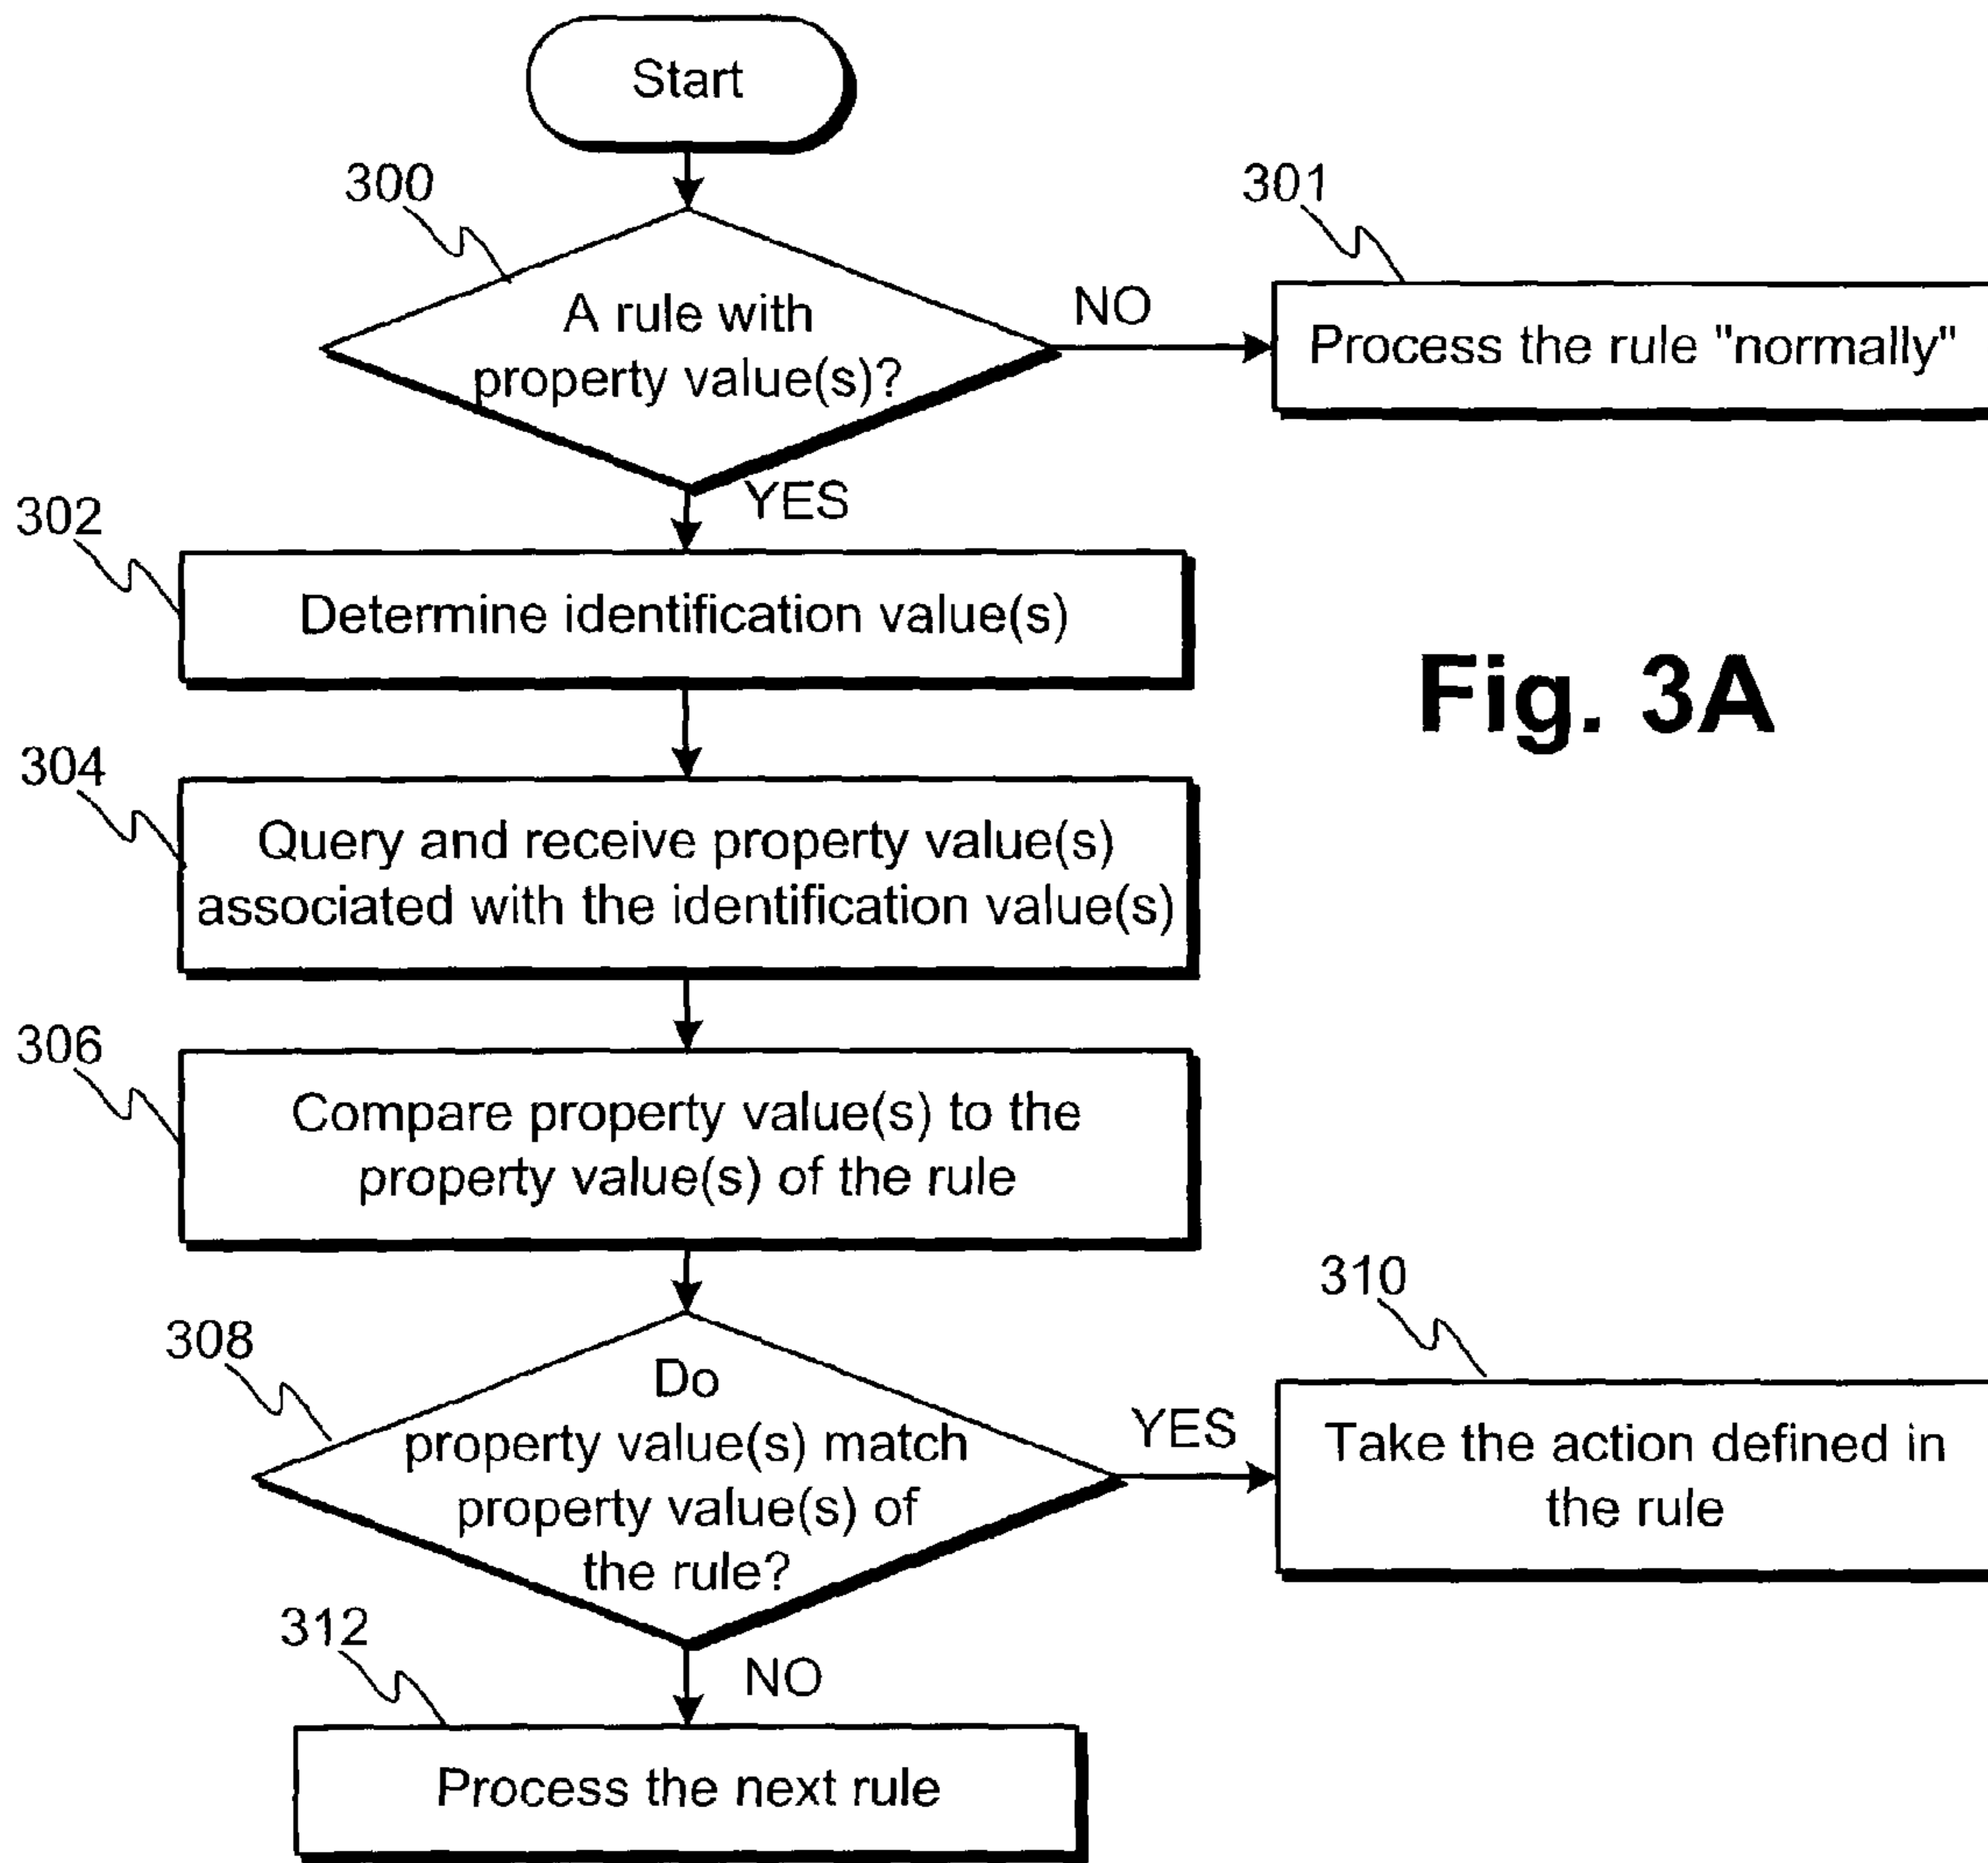 Start
300
A rule with
property value(s)?
NO
301
Process the rule "normally"
YES
302
Determine identification value(s)
Fig. 3A
304
Query and receive property value(s)
associated with the identification value(s)
306
Compare property value(s) to the
property value(s) of the rule
308
Do
property value(s) match
property value(s) of
the rule?
YES
310
Take the action defined in
the rule
NO
312
Process the next rule